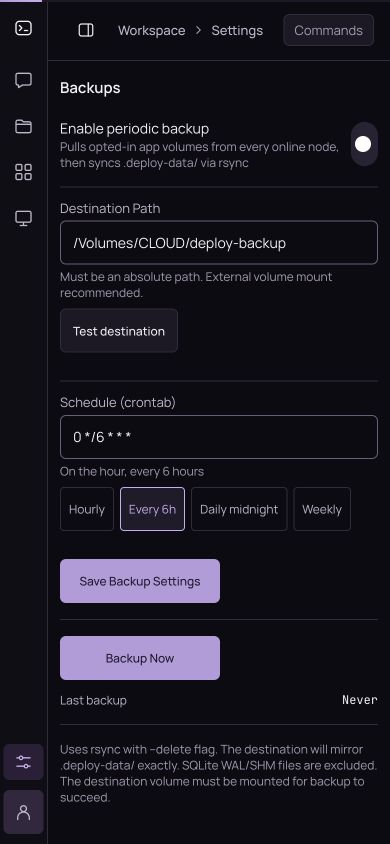 Workspace > Settings
Commands
Backups
Enable periodic backup
Pulls opted-in app volumes from every online node,
then syncs .deploy-data/ via rsync
Destination Path
/Volumes/CLOUD/deploy-backup
Must be an absolute path. External volume mount
recommended.
Test destination
Schedule (crontab)
0 */6 * * *
On the hour, every 6 hours
Hourly
Every 6h
Daily midnight
Weekly
Save Backup Settings
Backup Now
Last backup
Never
Uses rsync with –delete flag. The destination will mirror
.deploy-data/ exactly. SQLite WAL/SHM files are excluded.
The destination volume must be mounted for backup to
succeed.